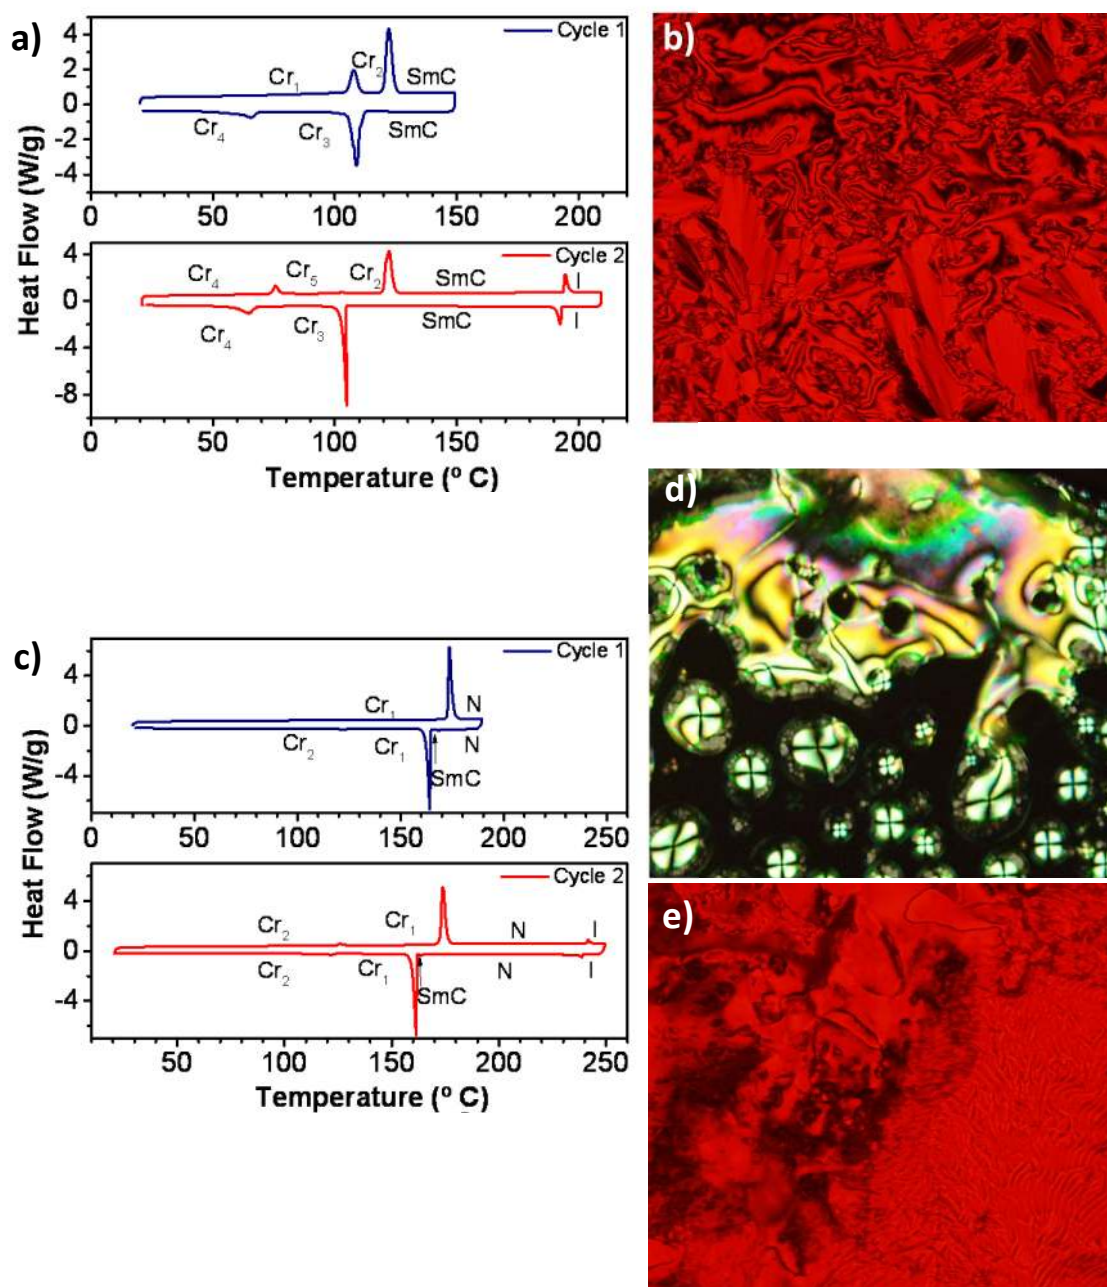 a)
Cycle 1
Cr₁ Cr₂ SmC
Cr₄ Cr₃ SmC
4
2
0
-2
-4
0 50 100 150 200
Cycle 2
Cr₄ Cr₅ Cr₂ SmC I
Cr₄ Cr₃ SmC I
4
0
-4
-8
0 50 100 150 200
Heat Flow (W/g)
Temperature (º C)
b)
c)
Cycle 1
Cr₁ N
Cr₂ Cr₁ N
SmC
4
0
-4
0 50 100 150 200 250
Cycle 2
Cr₂ Cr₁ N I
Cr₂ Cr₁ N I
SmC
4
0
-4
50 100 150 200 250
Heat Flow (W/g)
Temperature (º C)
d)
e)